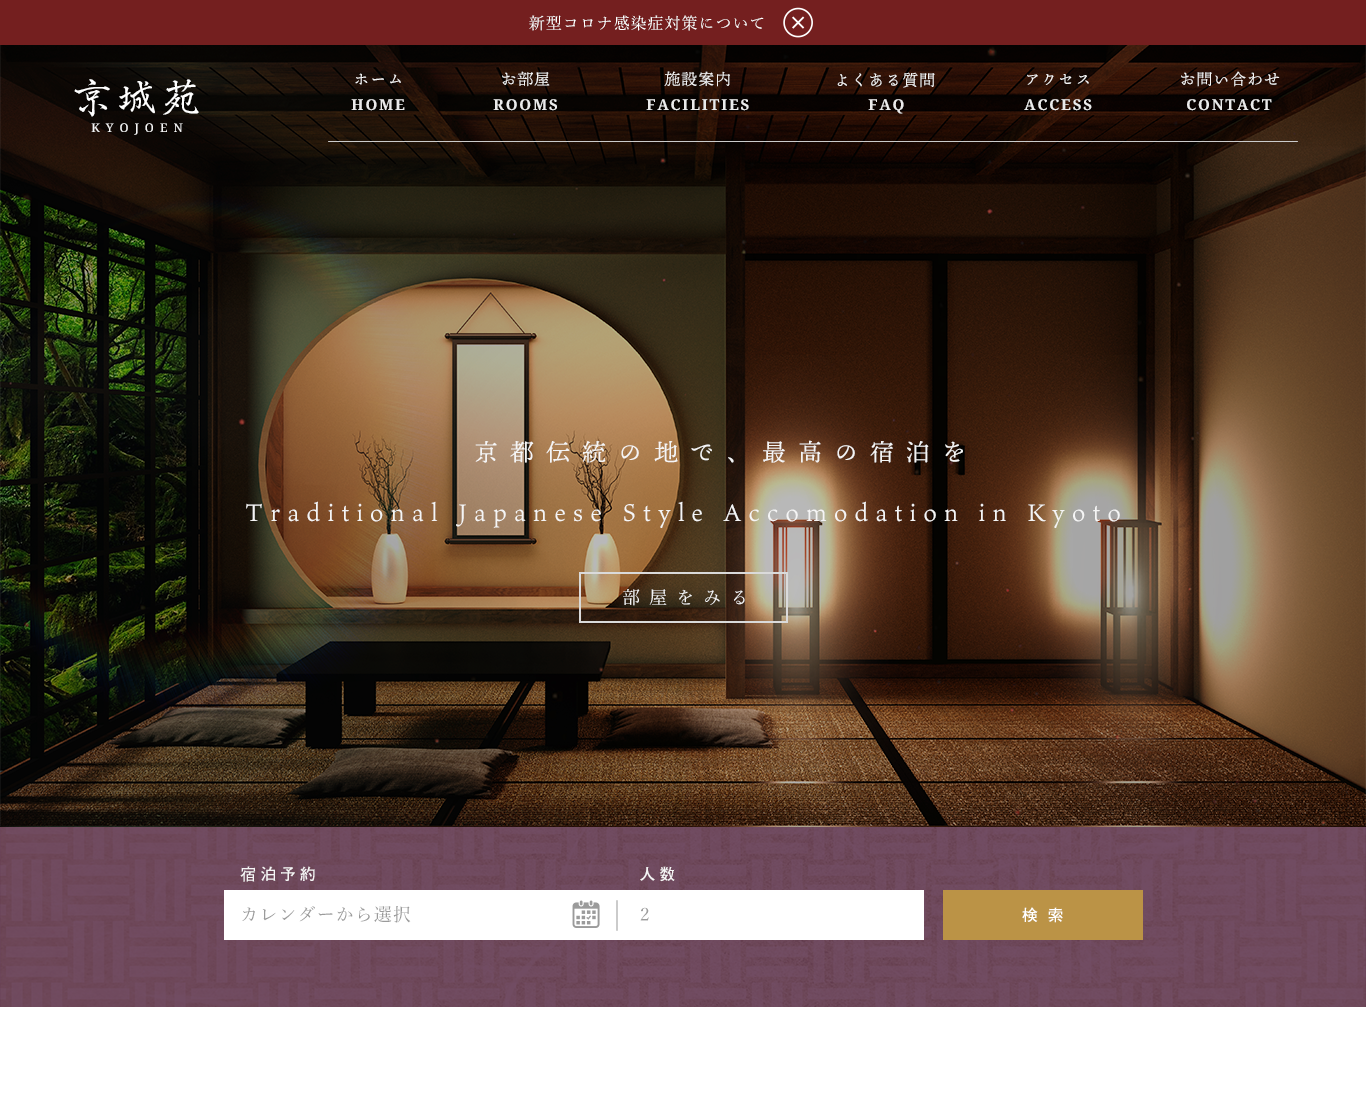 新型コロナ感染症対策について
京城苑
KYOJOEN
ホーム
HOME
お部屋
ROOMS
施設案内
FACILITIES
よくある質問
FAQ
アクセス
ACCESS
お問い合わせ
CONTACT
京都伝統の地で、最高の宿泊を
Traditional Japanese Style Accomodation in Kyoto
部屋をみる
宿泊予約
人数
カレンダーから選択
2
検索